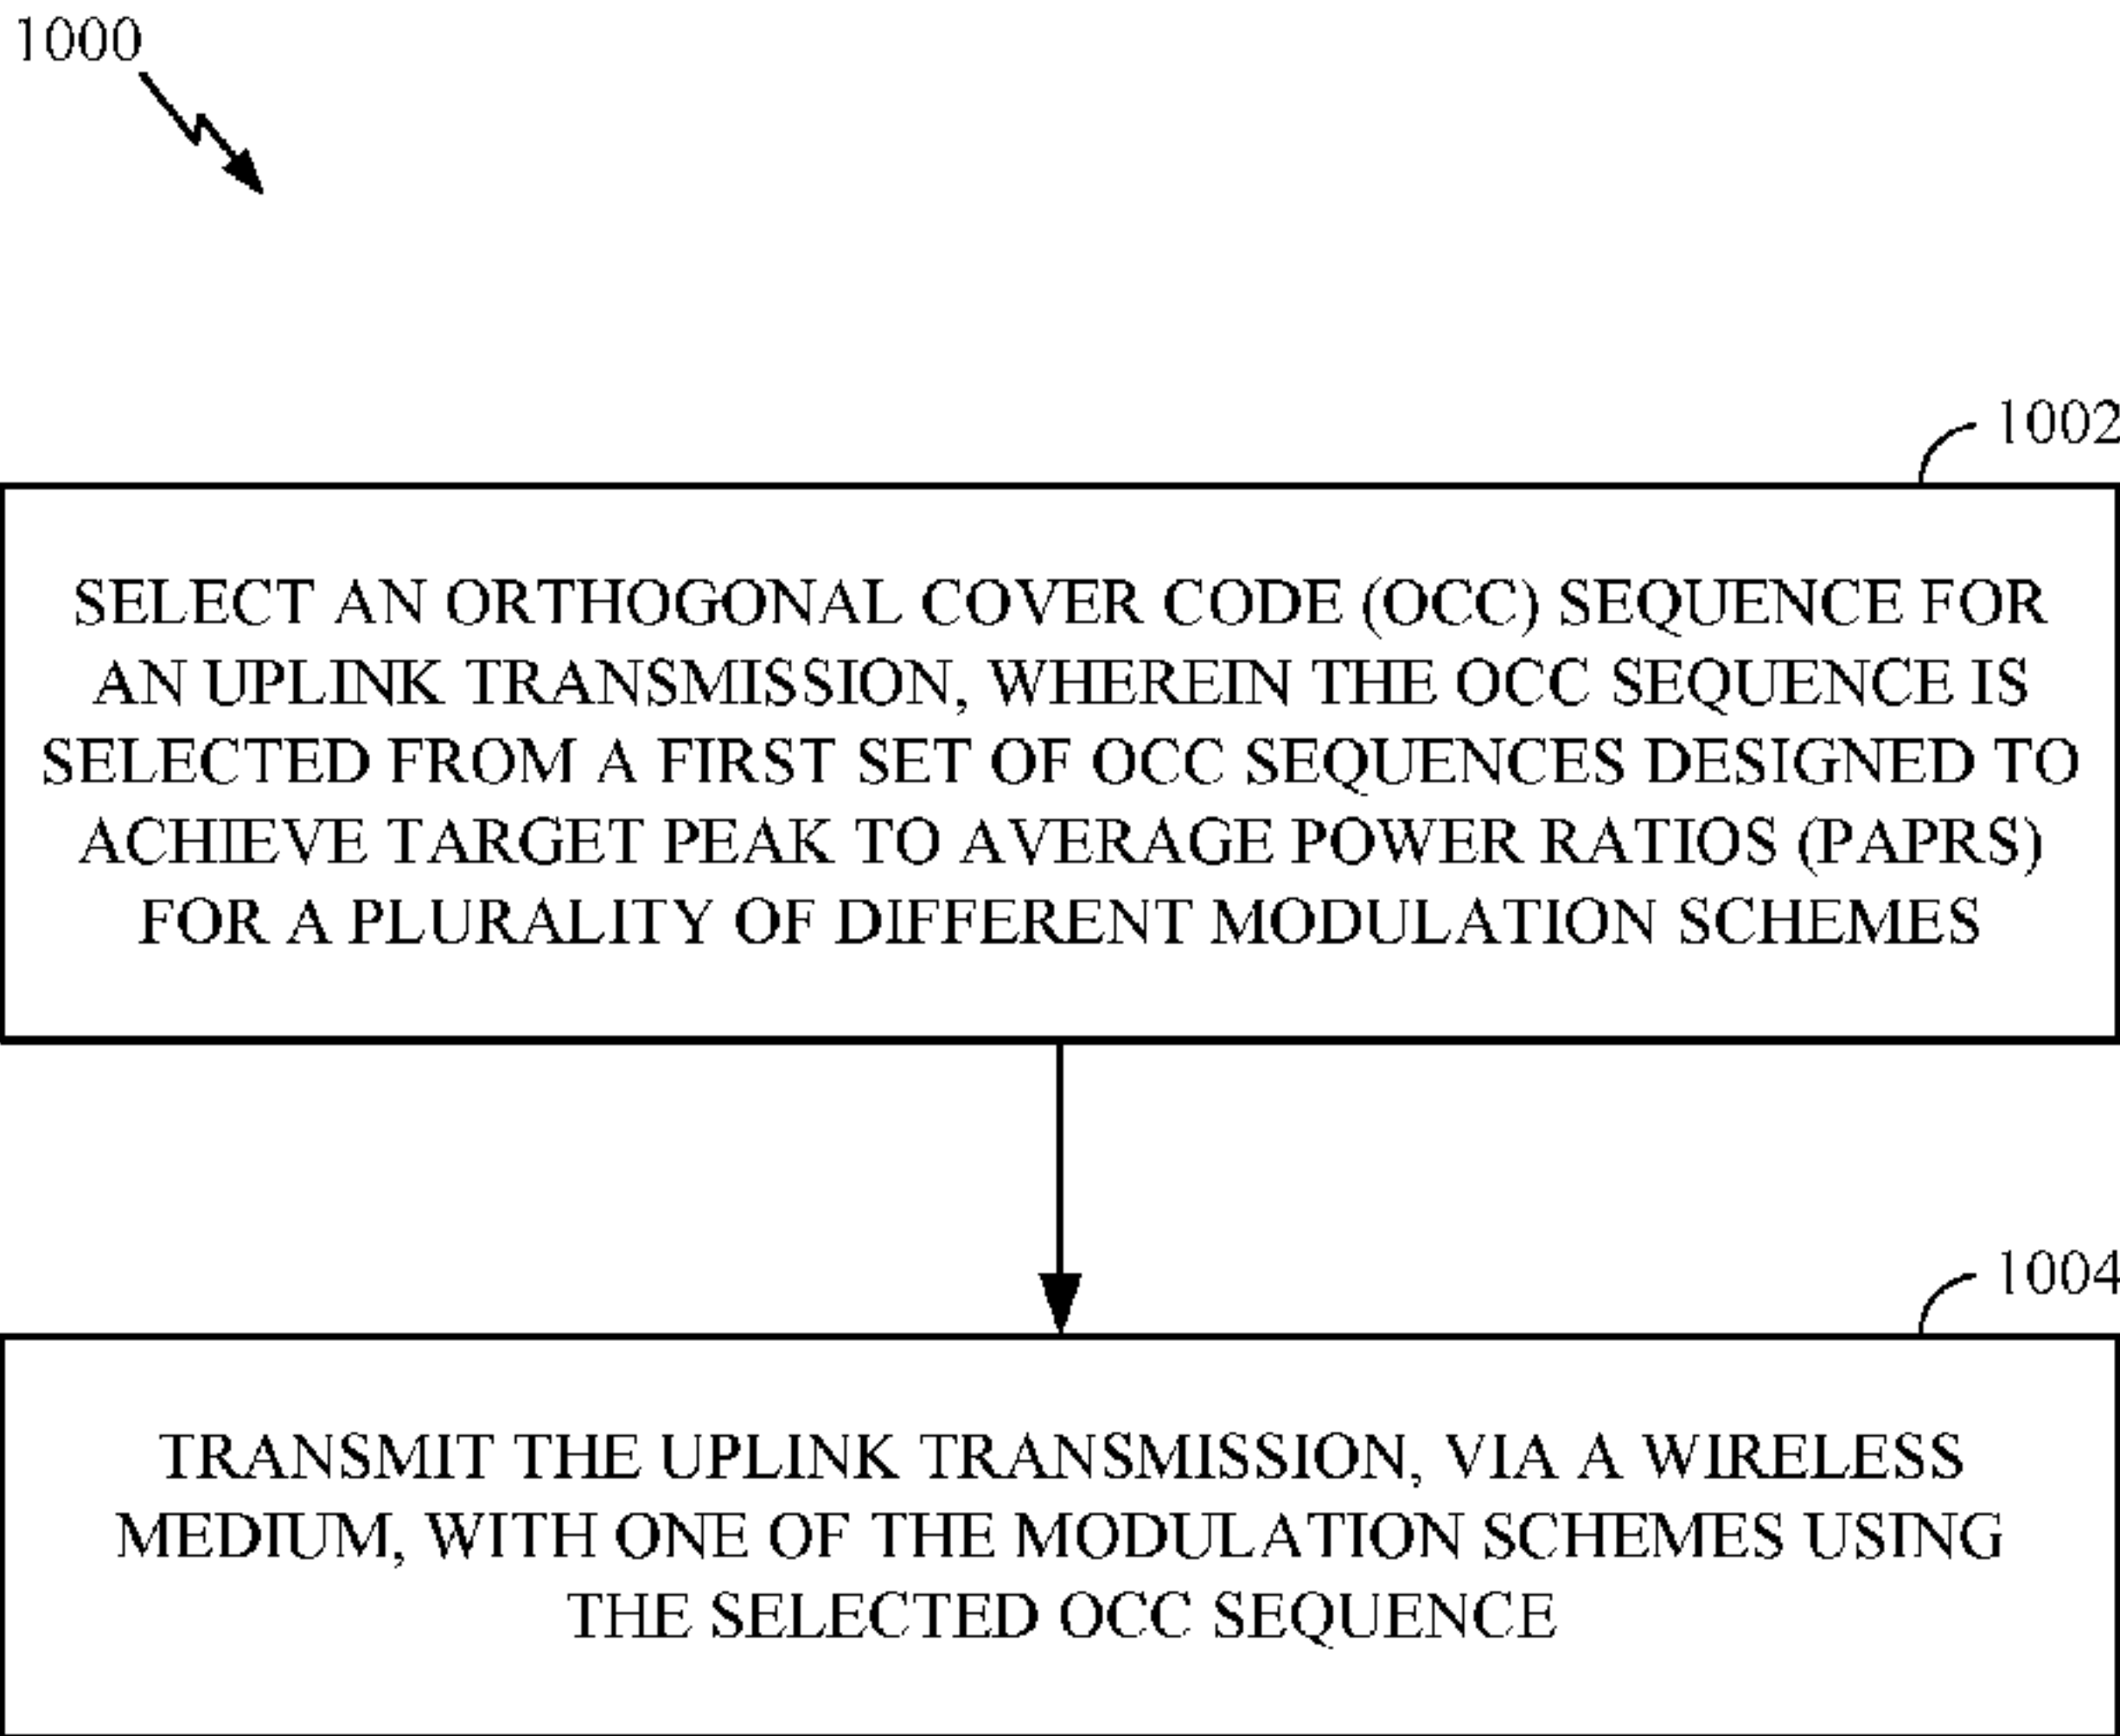 1000
1002
SELECT AN ORTHOGONAL COVER CODE (OCC) SEQUENCE FOR
AN UPLINK TRANSMISSION, WHEREIN THE OCC SEQUENCE IS
SELECTED FROM A FIRST SET OF OCC SEQUENCES DESIGNED TO
ACHIEVE TARGET PEAK TO AVERAGE POWER RATIOS (PAPRS)
FOR A PLURALITY OF DIFFERENT MODULATION SCHEMES
1004
TRANSMIT THE UPLINK TRANSMISSION, VIA A WIRELESS
MEDIUM, WITH ONE OF THE MODULATION SCHEMES USING
THE SELECTED OCC SEQUENCE